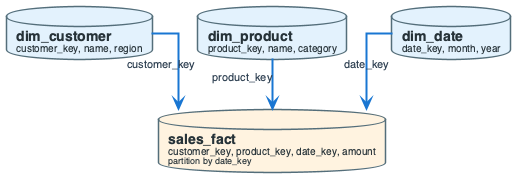 dim_customer
customer_key, name, region
dim_product
product_key, name, category
dim_date
date_key, month, year
customer_key
product_key
date_key
sales_fact
customer_key, product_key, date_key, amount
partition by date_key